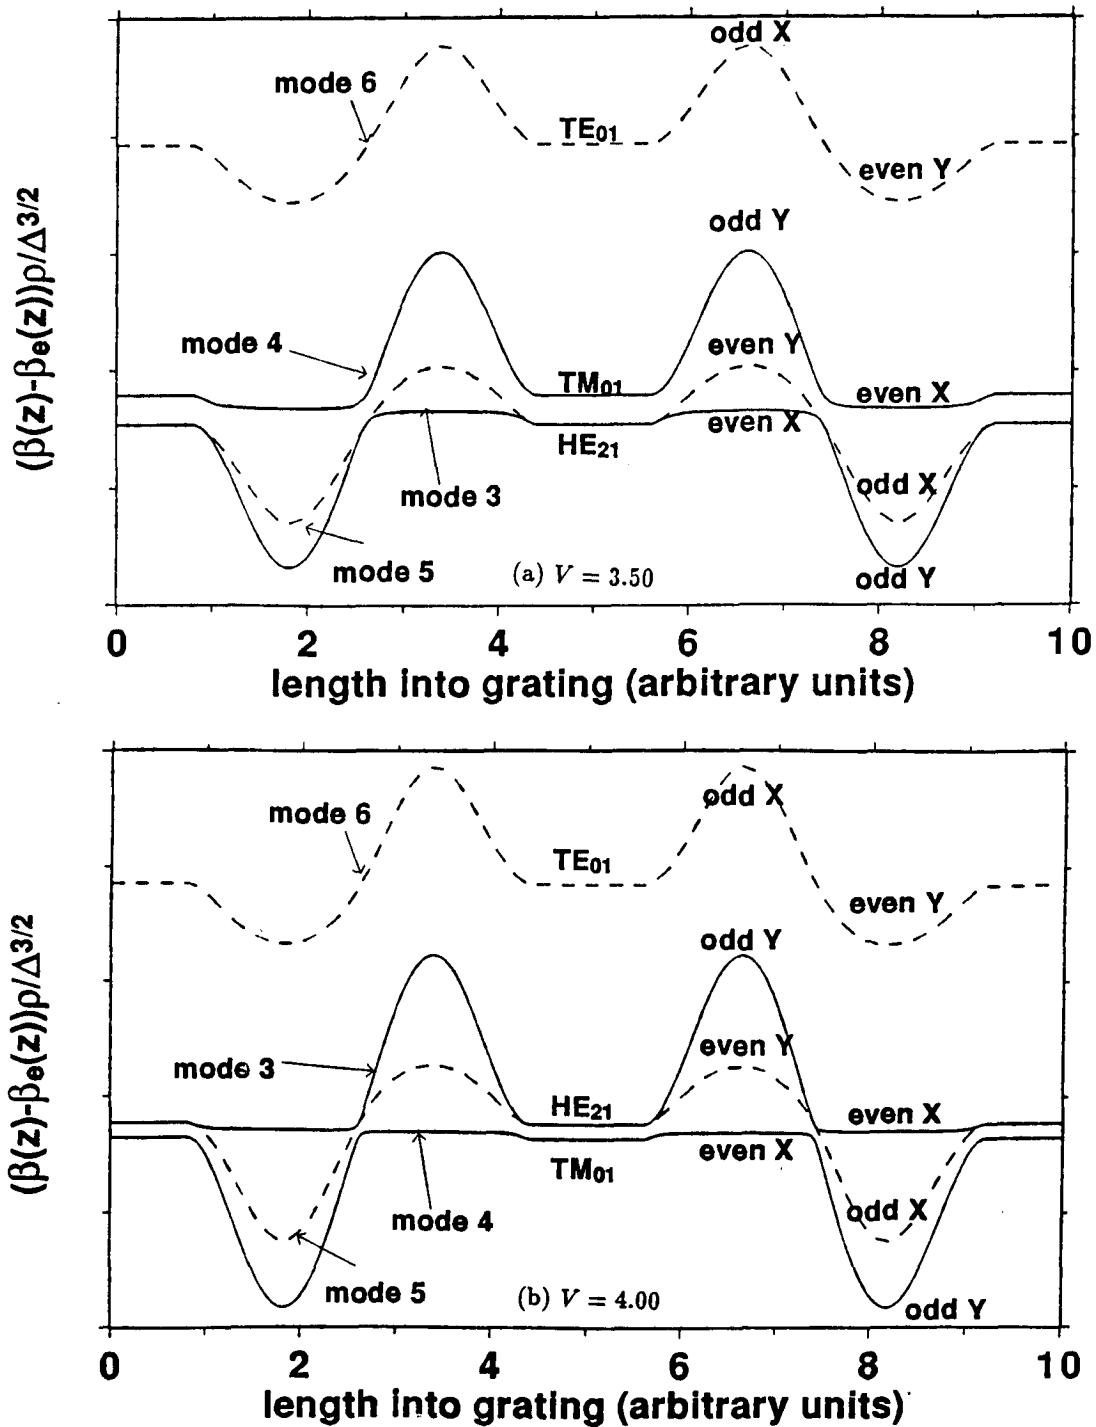 odd X
mode 6
TE01
even Y
odd Y
mode 4
even Y
TM01
even X
even X
HE21
mode 3
odd X
mode 5
(a) V = 3.50
odd Y
(β(z)-βe(z))ρ/Δ3/2
0 2 4 6 8 10
length into grating (arbitrary units)
odd X
mode 6
TE01
even Y
odd Y
mode 3
even Y
HE21
even X
even X
TM01
mode 4
odd X
mode 5
(b) V = 4.00
odd Y
(β(z)-βe(z))ρ/Δ3/2
0 2 4 6 8 10
length into grating (arbitrary units)